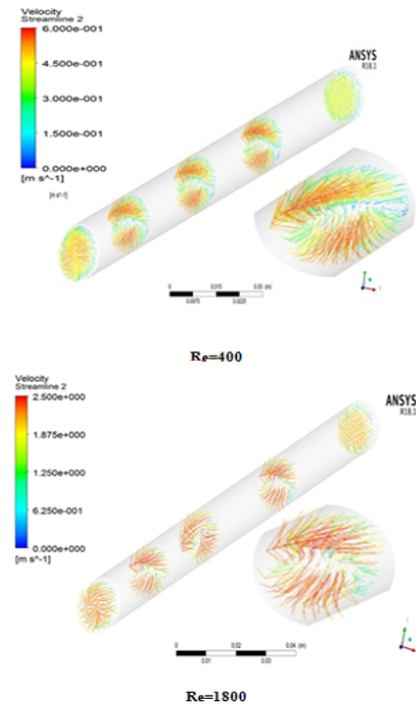 Velocity
Streamline 2
6.000e-001
4.500e-001
3.000e-001
1.500e-001
0.000e+000
[m s^-1]
[m s^-1]
ANSYS
R18.1
0 0.015 0.03 (m)
0.0075 0.0225
Re=400
Velocity
Streamline 2
2.500e+000
1.875e+000
1.250e+000
6.250e-001
0.000e+000
[m s^-1]
ANSYS
R18.1
0 0.02 0.04 (m)
0.01 0.03
Re=1800